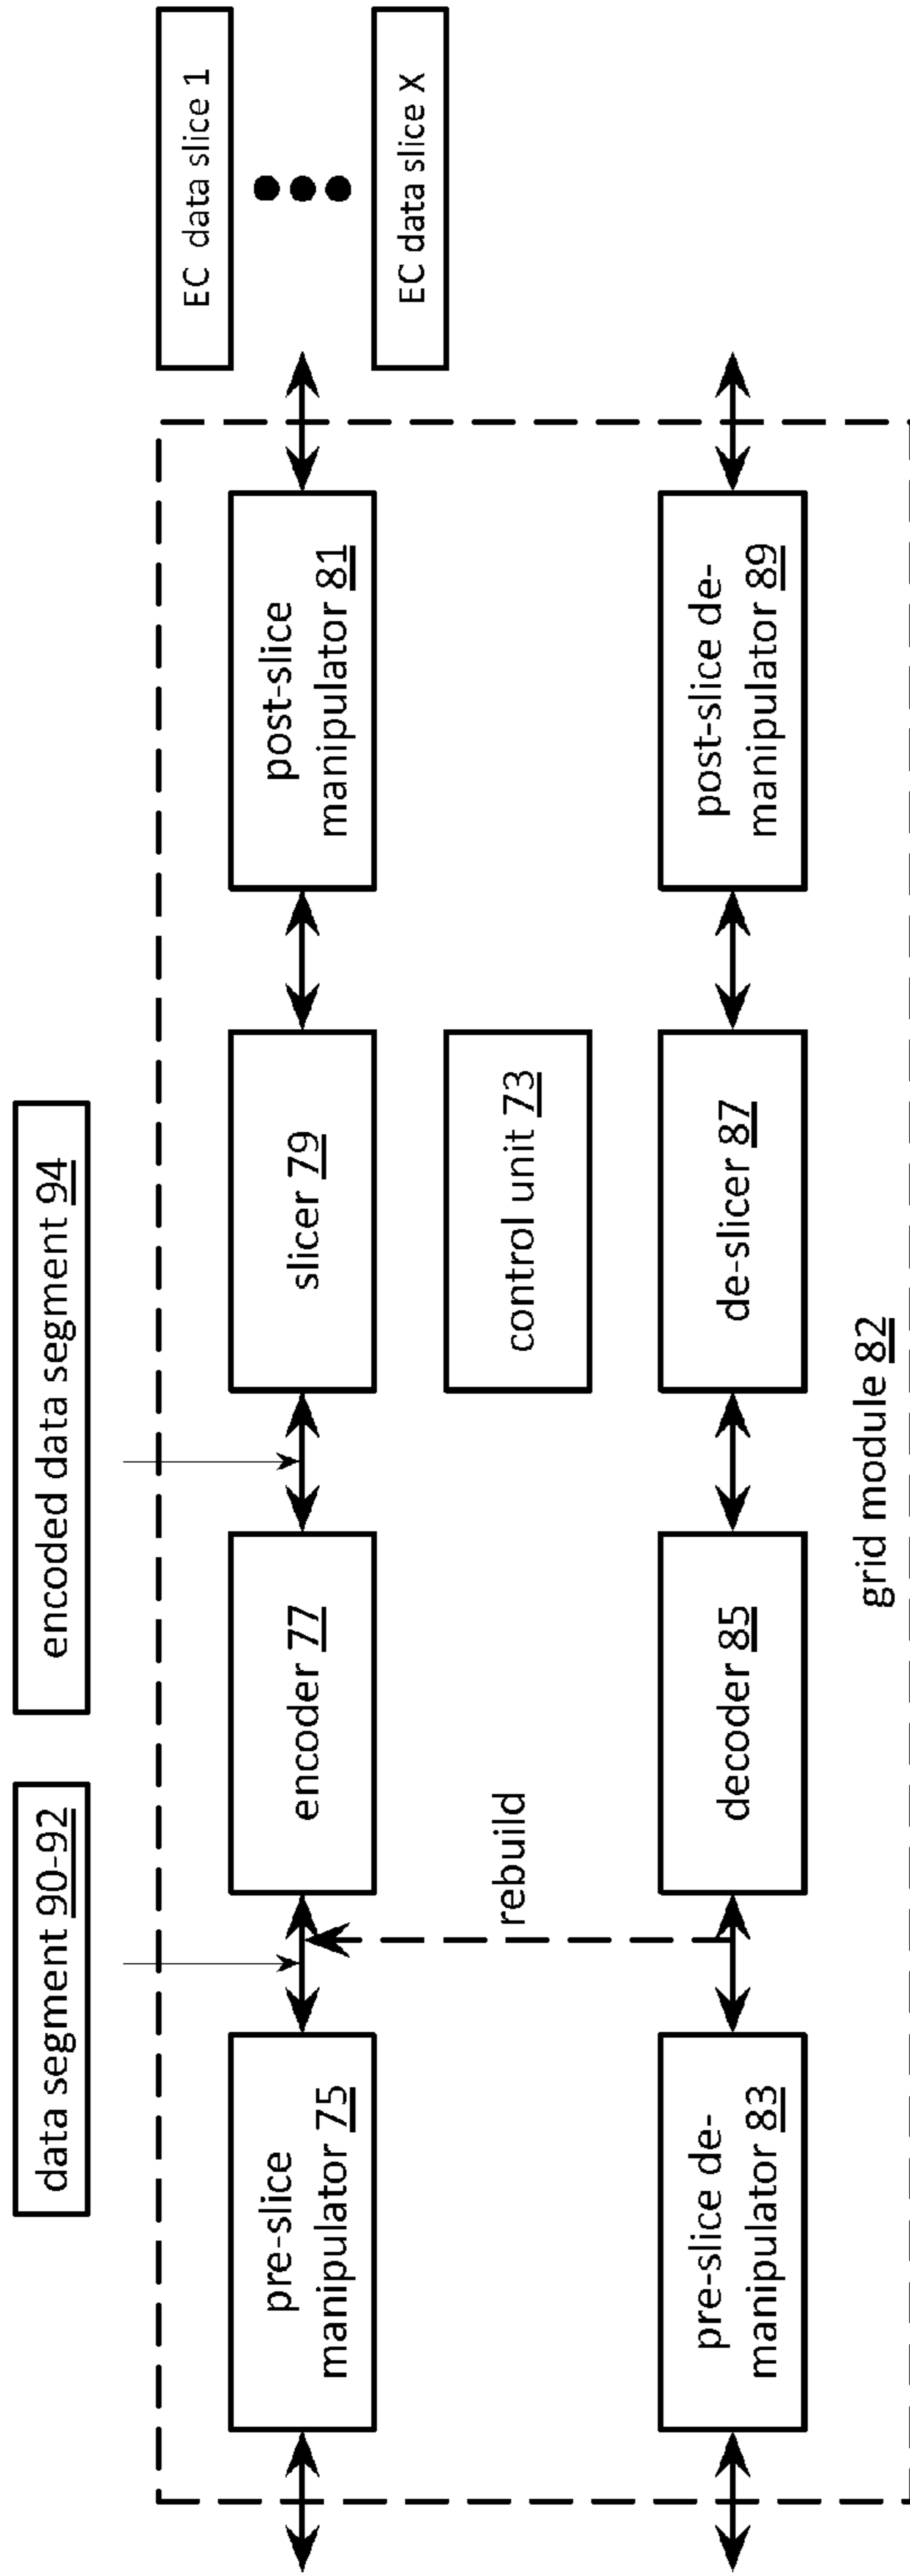 data segment 90-92
encoded data segment 94
EC data slice 1
EC data slice X
pre-slice
manipulator 75
encoder 77
slicer 79
post-slice
manipulator 81
rebuild
control unit 73
pre-slice de-
manipulator 83
decoder 85
de-slicer 87
post-slice de-
manipulator 89
grid module 82